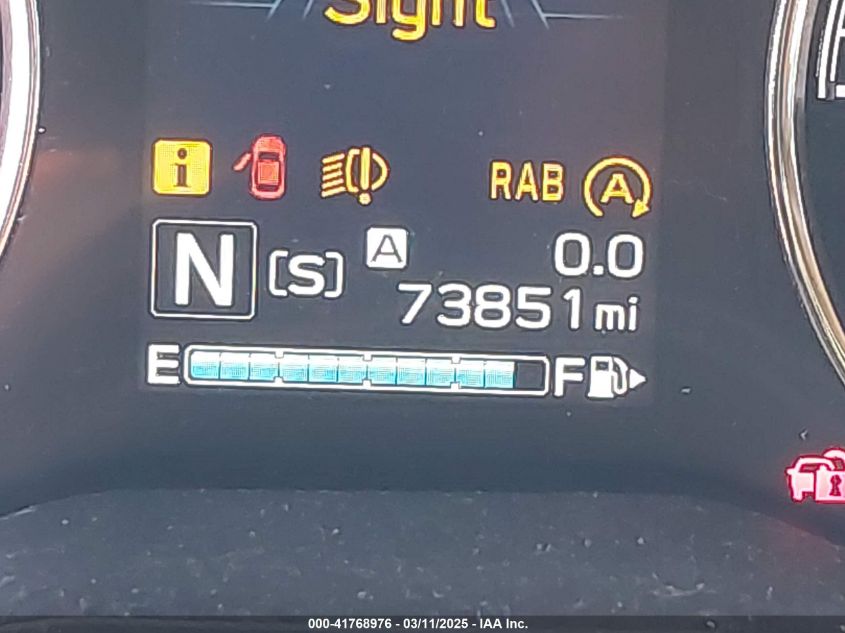 Sight
i
RAB A
N [S] A 0.0
73851 mi
E F
000-41768976 - 03/11/2025 - IAA Inc.